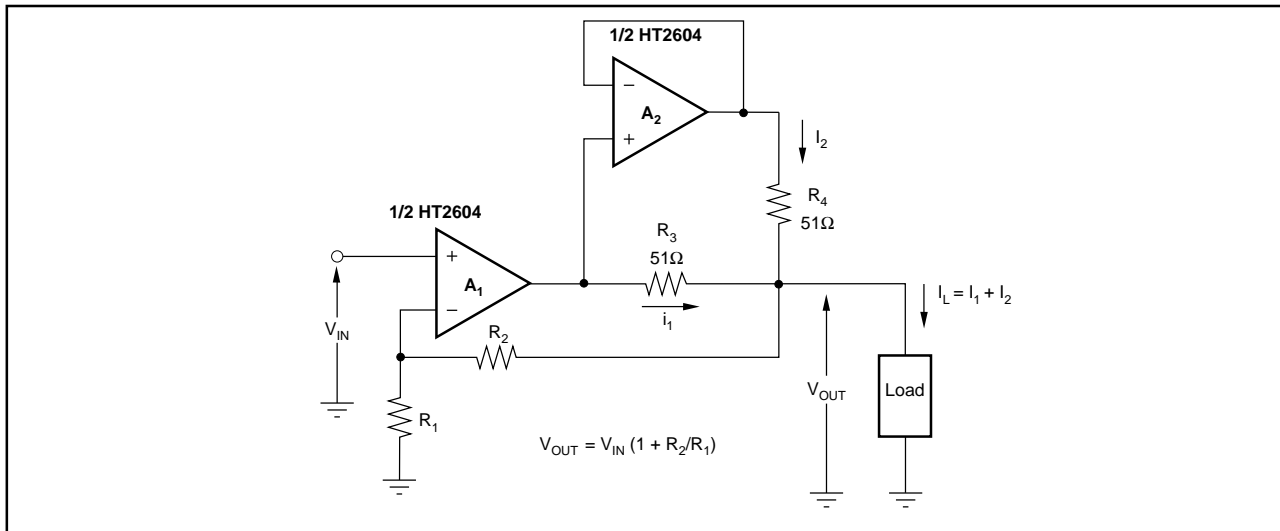 1/2 HT2604
−
A2
+
I2
R4
51Ω
1/2 HT2604
R3
51Ω
+
A1
−
i1
IL = I1 + I2
VIN
R2
VOUT
Load
R1
VOUT = VIN (1 + R2/R1)